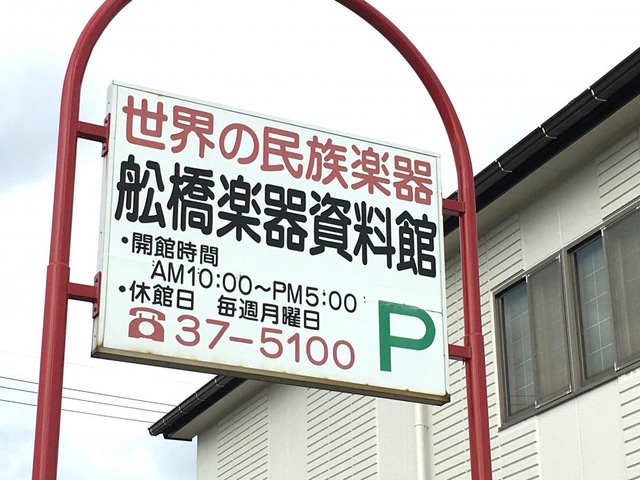 世界の民族楽器
舩橋楽器資料館
・開館時間
AM10:00〜PM5:00
・休館日 毎週月曜日
☎37-5100
P